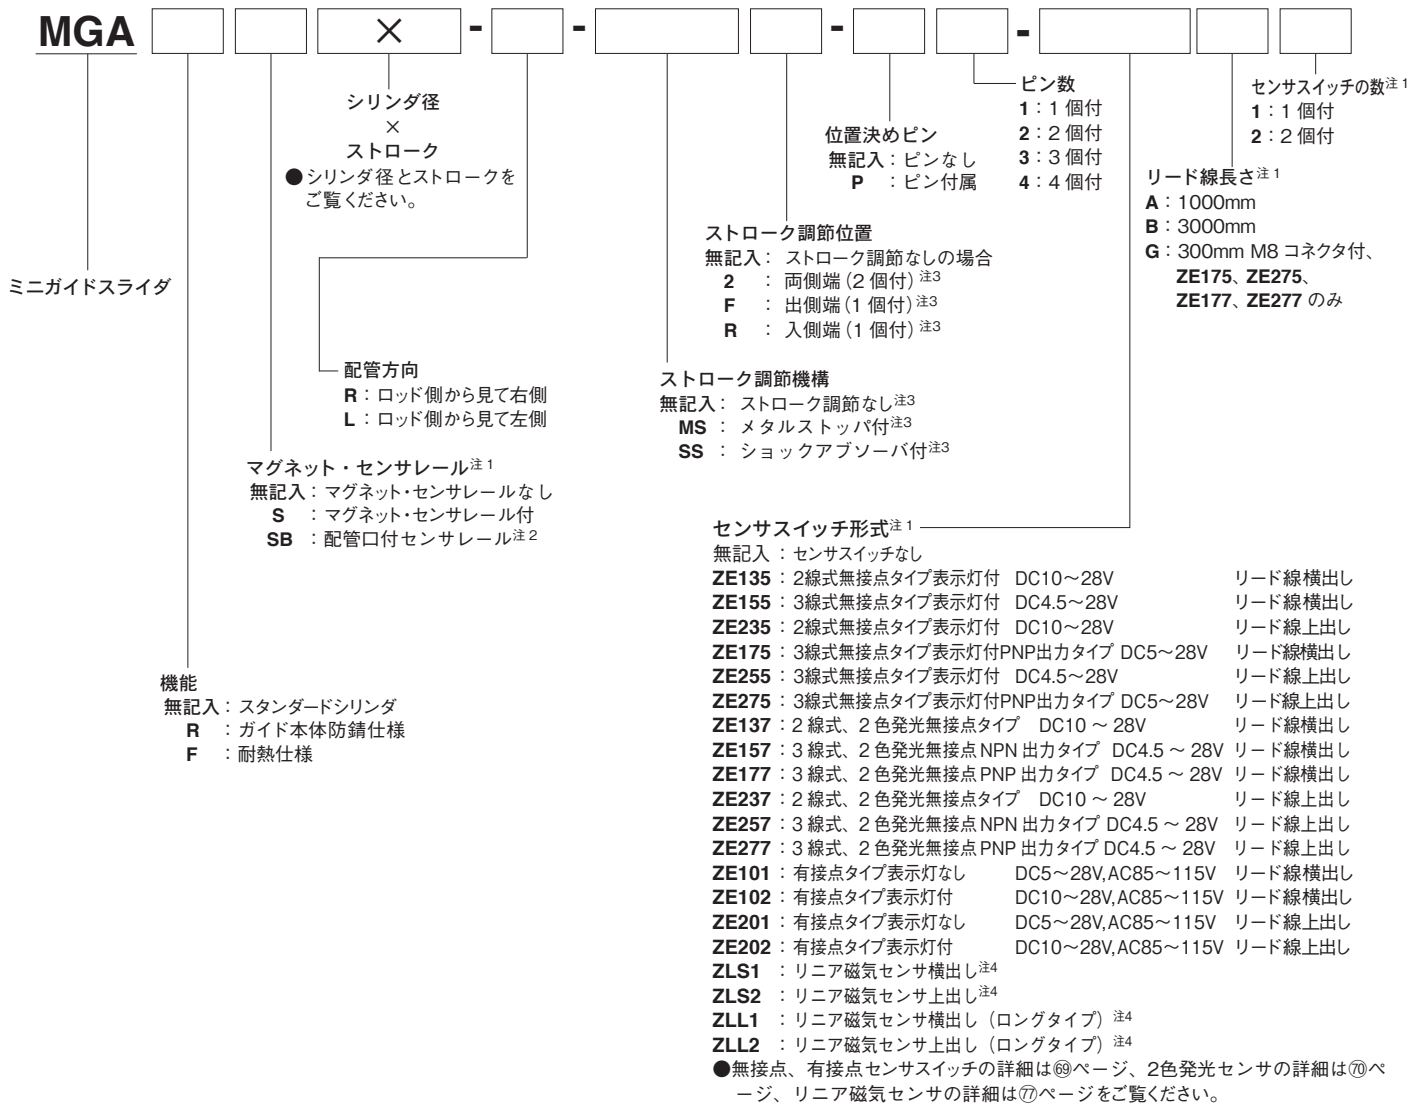 MGA × - - - -
ミニガイドスライダ
機能
無記入：スタンダードシリンダ
R ：ガイド本体防錆仕様
F ：耐熱仕様
マグネット・センサレール注1
無記入：マグネット・センサレールなし
S ：マグネット・センサレール付
SB ：配管口付センサレール注2
シリンダ径
×
ストローク
●シリンダ径とストロークを
ご覧ください。
配管方向
R：ロッド側から見て右側
L：ロッド側から見て左側
ストローク調節機構
無記入：ストローク調節なし注3
MS ：メタルストッパ付注3
SS ：ショックアブソーバ付注3
ストローク調節位置
無記入：ストローク調節なしの場合
2 ：両側端（2個付）注3
F ：出側端（1個付）注3
R ：入側端（1個付）注3
位置決めピン
無記入：ピンなし
P ：ピン付属
ピン数
1：1個付
2：2個付
3：3個付
4：4個付
センサスイッチ形式注1
無記入：センサスイッチなし
ZE135：2線式無接点タイプ表示灯付 DC10～28V リード線横出し
ZE155：3線式無接点タイプ表示灯付 DC4.5～28V リード線横出し
ZE235：2線式無接点タイプ表示灯付 DC10～28V リード線上出し
ZE175：3線式無接点タイプ表示灯付PNP出力タイプ DC5～28V リード線横出し
ZE255：3線式無接点タイプ表示灯付 DC4.5～28V リード線上出し
ZE275：3線式無接点タイプ表示灯付PNP出力タイプ DC5～28V リード線上出し
ZE137：2線式、2色発光無接点タイプ DC10～28V リード線横出し
ZE157：3線式、2色発光無接点NPN出力タイプ DC4.5～28V リード線横出し
ZE177：3線式、2色発光無接点PNP出力タイプ DC4.5～28V リード線横出し
ZE237：2線式、2色発光無接点タイプ DC10～28V リード線上出し
ZE257：3線式、2色発光無接点NPN出力タイプ DC4.5～28V リード線上出し
ZE277：3線式、2色発光無接点PNP出力タイプ DC4.5～28V リード線上出し
ZE101：有接点タイプ表示灯なし DC5～28V,AC85～115V リード線横出し
ZE102：有接点タイプ表示灯付 DC10～28V,AC85～115V リード線横出し
ZE201：有接点タイプ表示灯なし DC5～28V,AC85～115V リード線上出し
ZE202：有接点タイプ表示灯付 DC10～28V,AC85～115V リード線上出し
ZLS1 ：リニア磁気センサ横出し注4
ZLS2 ：リニア磁気センサ上出し注4
ZLL1 ：リニア磁気センサ横出し（ロングタイプ）注4
ZLL2 ：リニア磁気センサ上出し（ロングタイプ）注4
●無接点、有接点センサスイッチの詳細は69ページ、2色発光センサの詳細は70ペ
ージ、リニア磁気センサの詳細は77ページをご覧ください。
リード線長さ注1
A：1000mm
B：3000mm
G：300mm M8コネクタ付、
ZE175、ZE275、
ZE177、ZE277のみ
センサスイッチの数注1
1：1個付
2：2個付